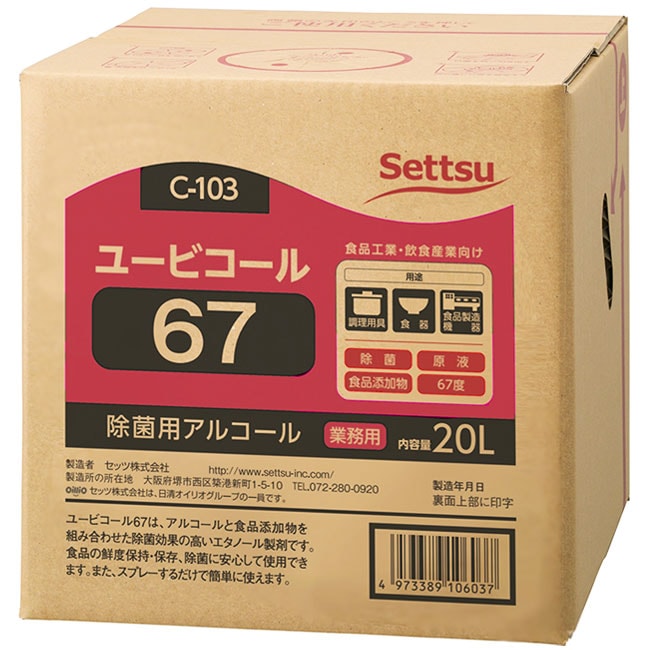 Settsu
C-103
ユービコール
67
食品工業・飲食産業向け
用途
調理用具
食器
食品製造
機器
除菌
原液
食品添加物
67度
除菌用アルコール 業務用 内容量20L
製造者 セッツ株式会社 http://www.settsu-inc.com/
製造所の所在地 大阪府堺市西区築港新町1-5-10 TEL.072-280-0920
セッツ株式会社は、日清オイリオグループの一員です。
製造年月日
裏面上部に印字
ユービコール67は、アルコールと食品添加物を
組み合わせた除菌効果の高いエタノール製剤です。
食品の鮮度保持・保存、除菌に安心して使用でき
ます。また、スプレーするだけで簡単に使えます。
4 973389 106037